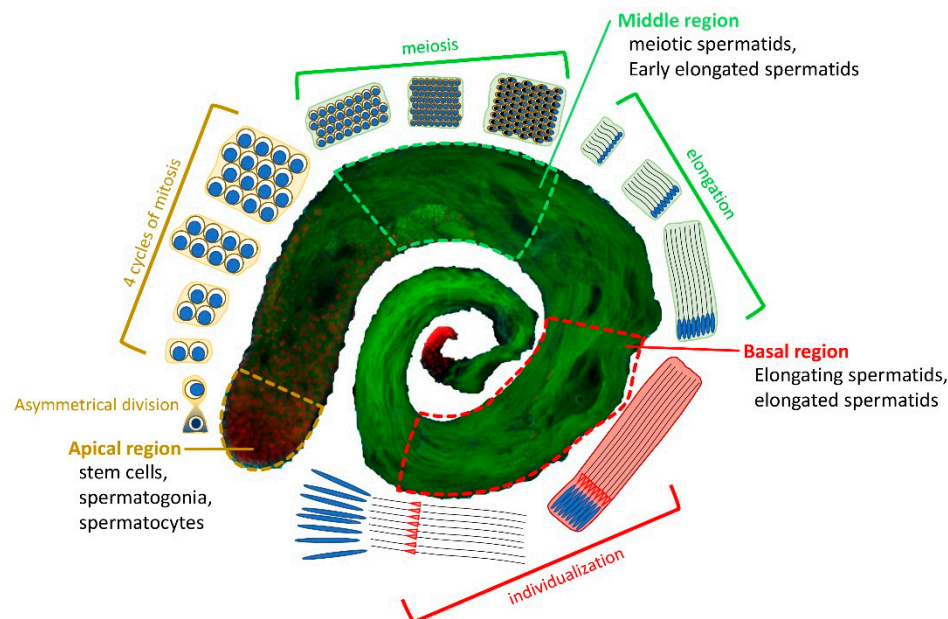 meiosis
Middle region
meiotic spermatids,
Early elongated spermatids
4 cycles of mitosis
elongation
Asymmetrical division
Apical region
stem cells,
spermatogonia,
spermatocytes
Basal region
Elongating spermatids,
elongated spermatids
individualization